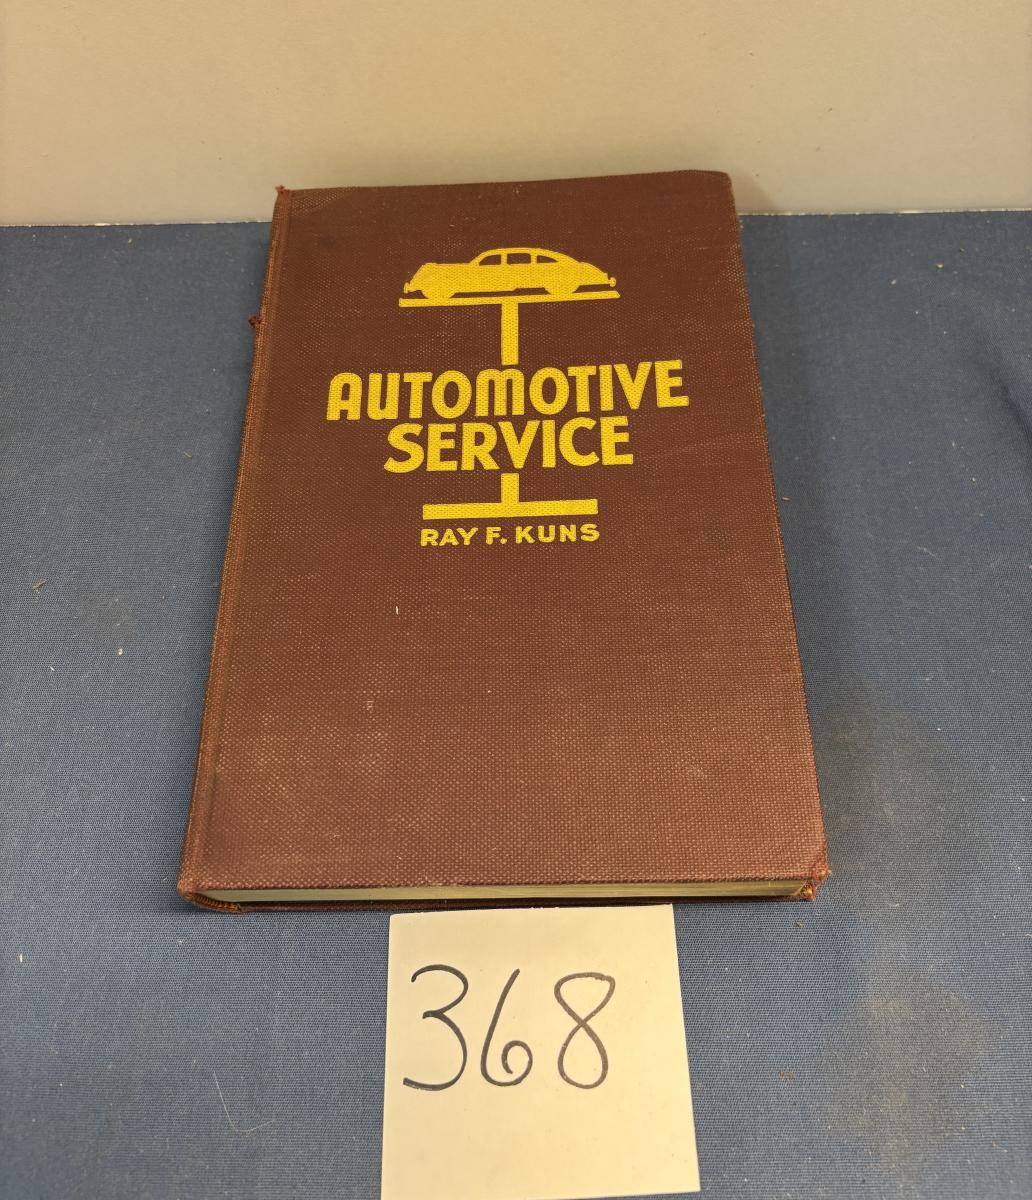 AUTOMOTIVE
SERVICE
RAY F. KUNS
368